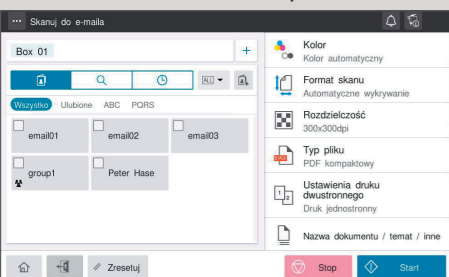 Skanuj do e-maila
Box 01
ALL
Wszystko Ulubione ABC PQRS
email01
email02
email03
group1
Peter Hase
Kolor
Kolor automatyczny
Format skanu
Automatyczne wykrywanie
Rozdzielczość
300x300dpi
Typ pliku
PDF kompaktowy
Ustawienia druku
dwustronnego
Druk jednostronny
Nazwa dokumentu / temat / inne
Zresetuj
Stop
Start